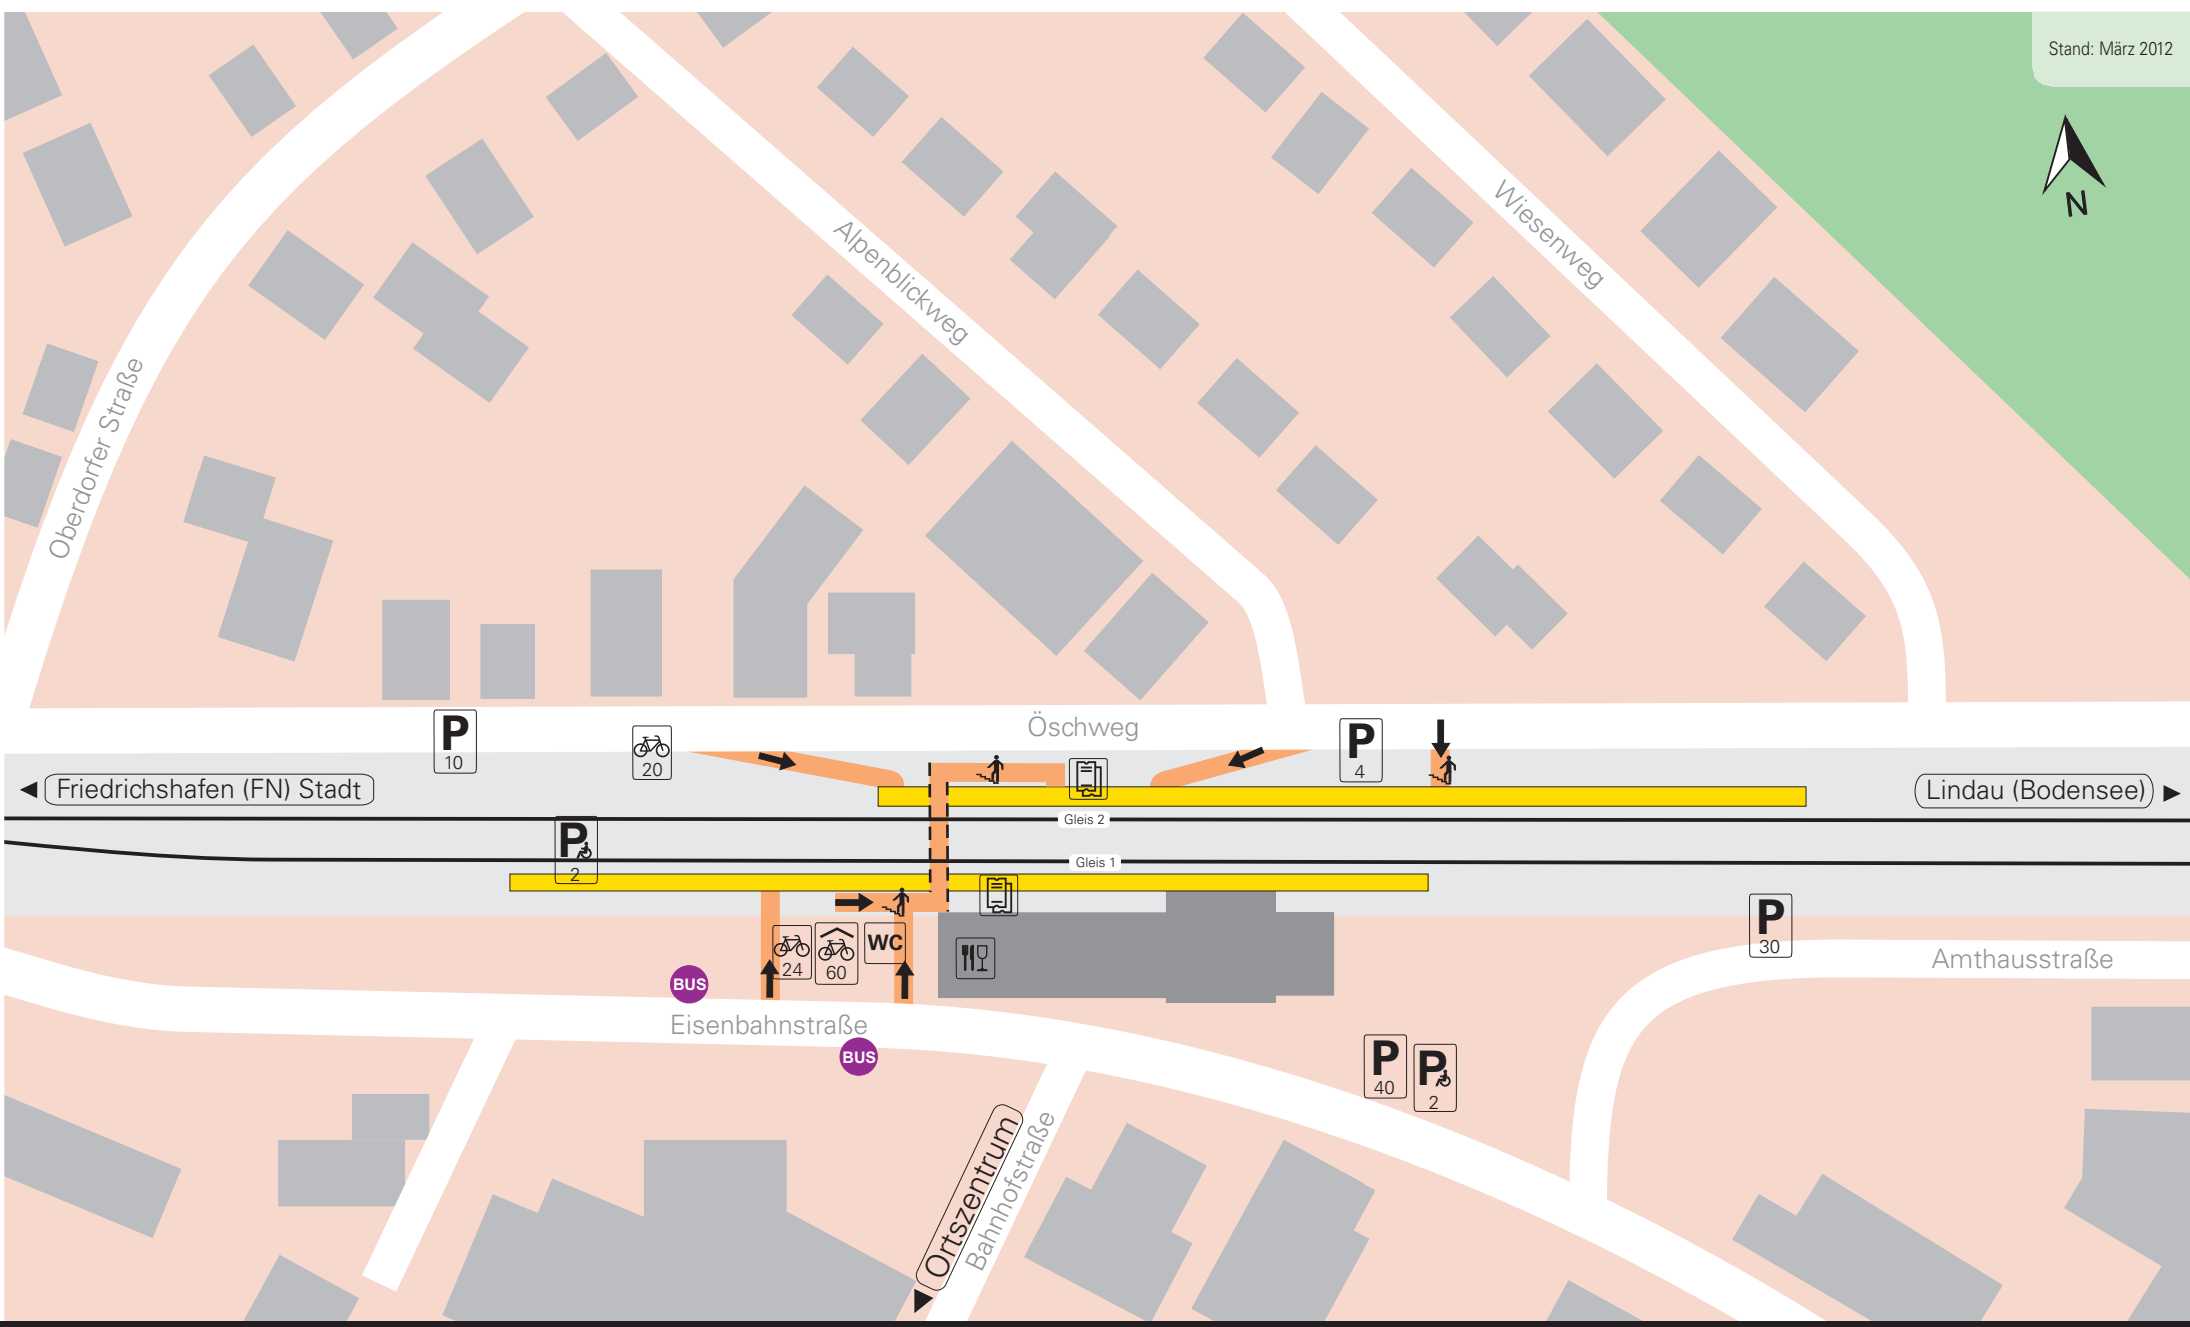 Stand: März 2012
N
Wiesenweg
Alpenblickweg
Oberdorfer Straße
Öschweg
P
10
20
P
4
Friedrichshafen (FN) Stadt
Lindau (Bodensee)
Gleis 2
P
2
Gleis 1
24
60
WC
P
30
BUS
Amthausstraße
Eisenbahnstraße
BUS
P
40
P
2
Ortszentrum
Bahnhofstraße